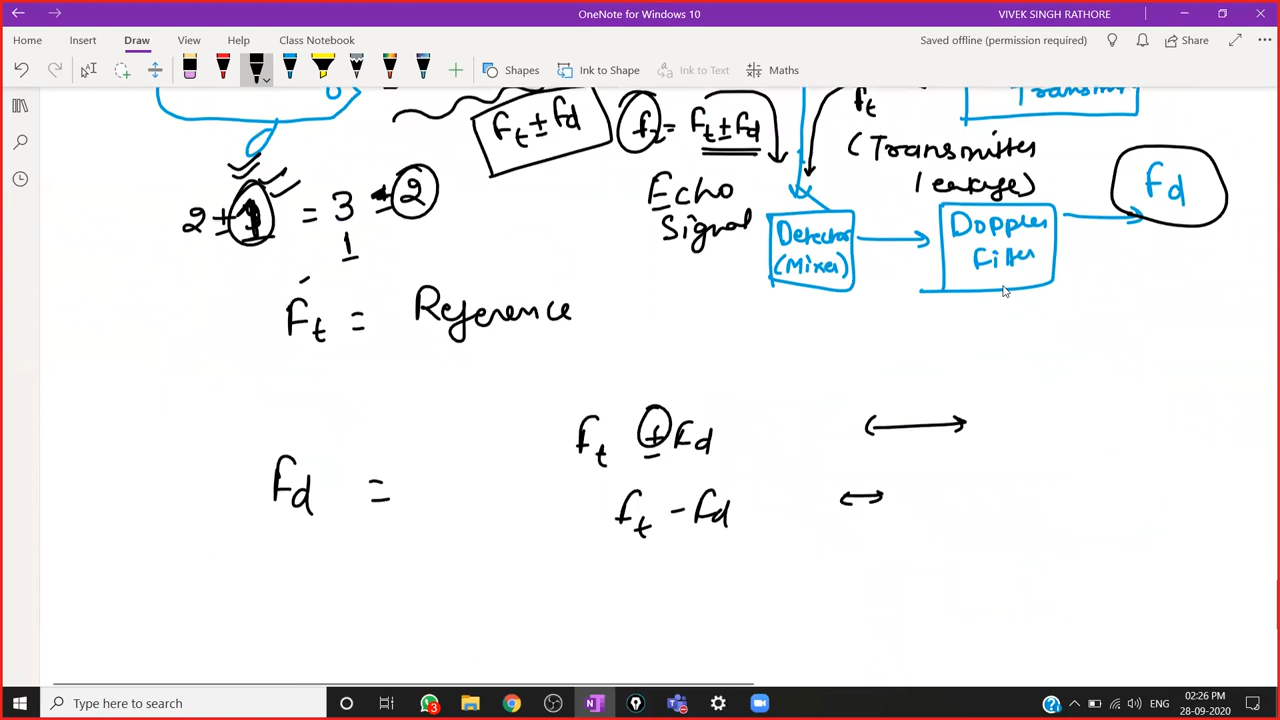 OneNote for Windows 10
VIVEK SINGH RATHORE
Home Insert Draw View Help Class Notebook
Saved offline (permission required)
Share
Shapes
Ink to Shape
Ink to Text
Maths
ft ± fd
fr = ft ± fd
ft
(Transmitter
leakage)
Echo
Signal
Detector
(Mixer)
Doppler
Filter
Fd
2 ± 1 = 3 ± 2
1
Ft = Reference
ft ± Fd
Fd =
ft - Fd
Type here to search
3
ENG
02:26 PM
28-09-2020